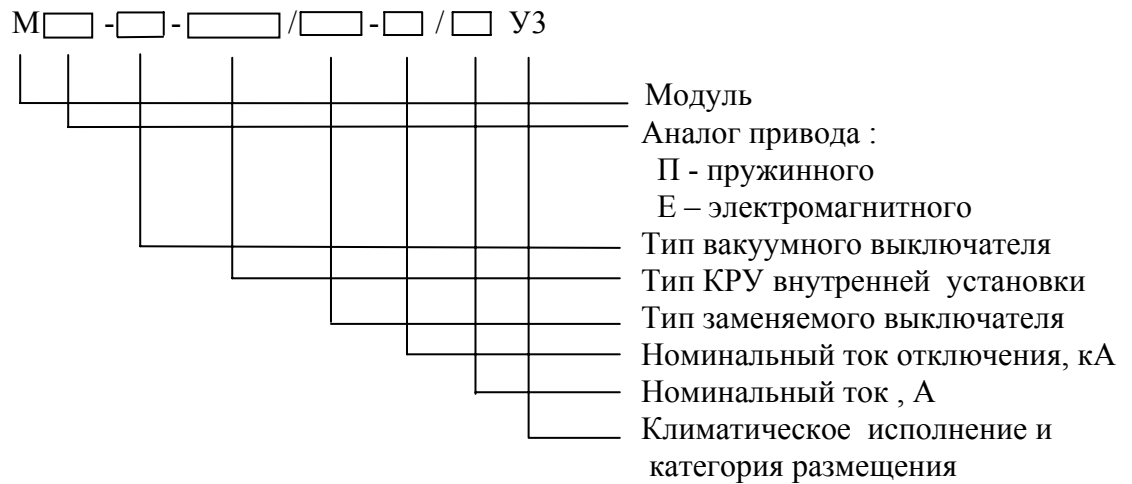 М - - / - / У3
Модуль
Аналог привода :
П - пружинного
Е – электромагнитного
Тип вакуумного выключателя
Тип КРУ внутренней установки
Тип заменяемого выключателя
Номинальный ток отключения, кА
Номинальный ток , А
Климатическое исполнение и
категория размещения